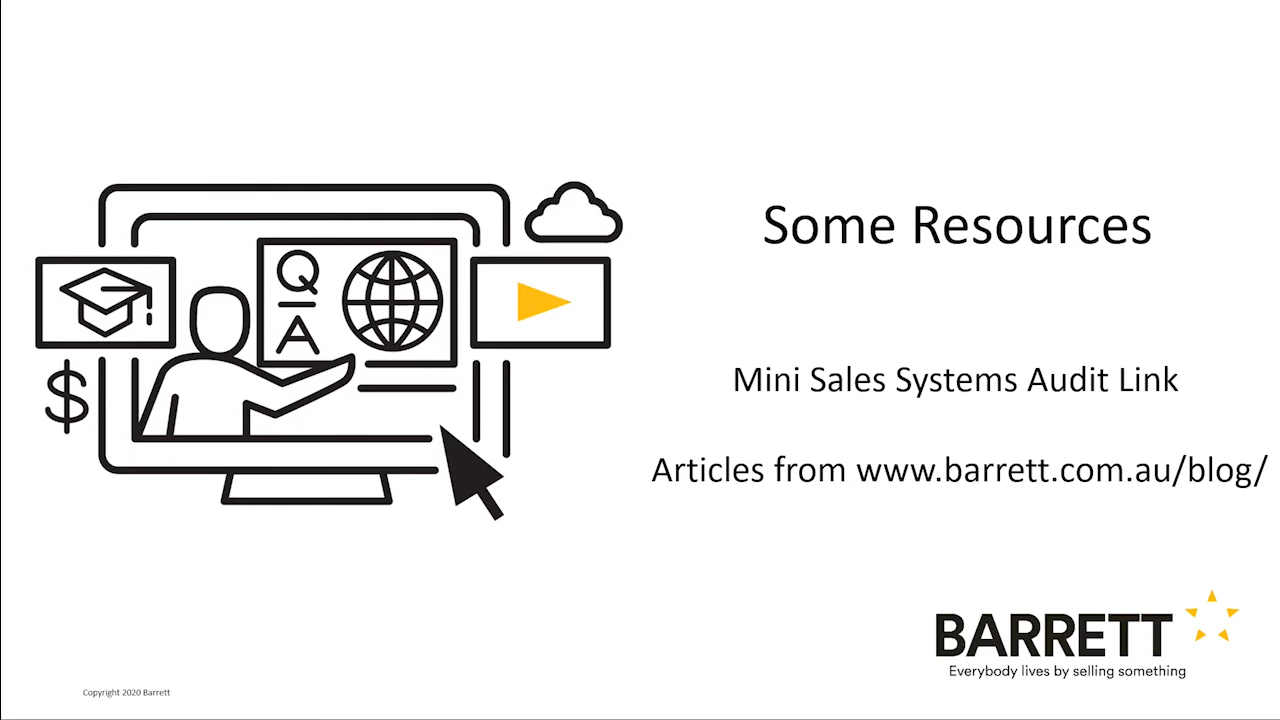 Some Resources
Mini Sales Systems Audit Link
Articles from www.barrett.com.au/blog/
Q
A
$
BARRETT
Everybody lives by selling something
Copyright 2020 Barrett